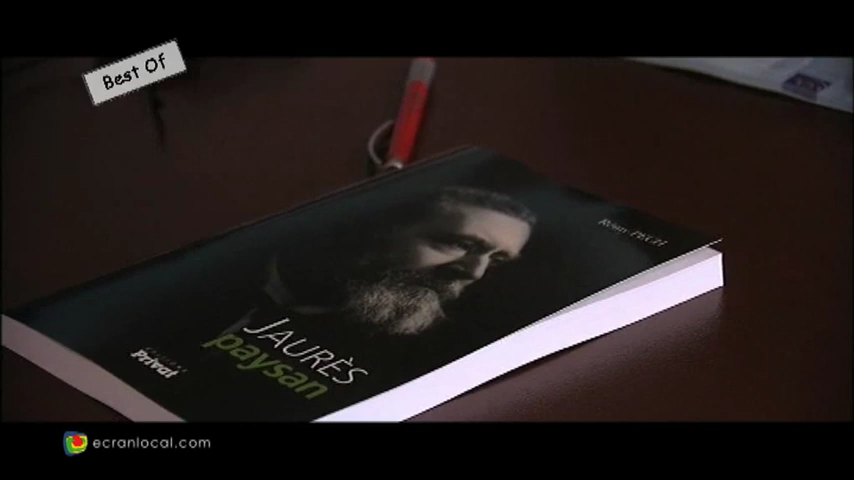 Best Of
Rémy PECH
JAURÈS
paysan
Privat
ecranlocal.com